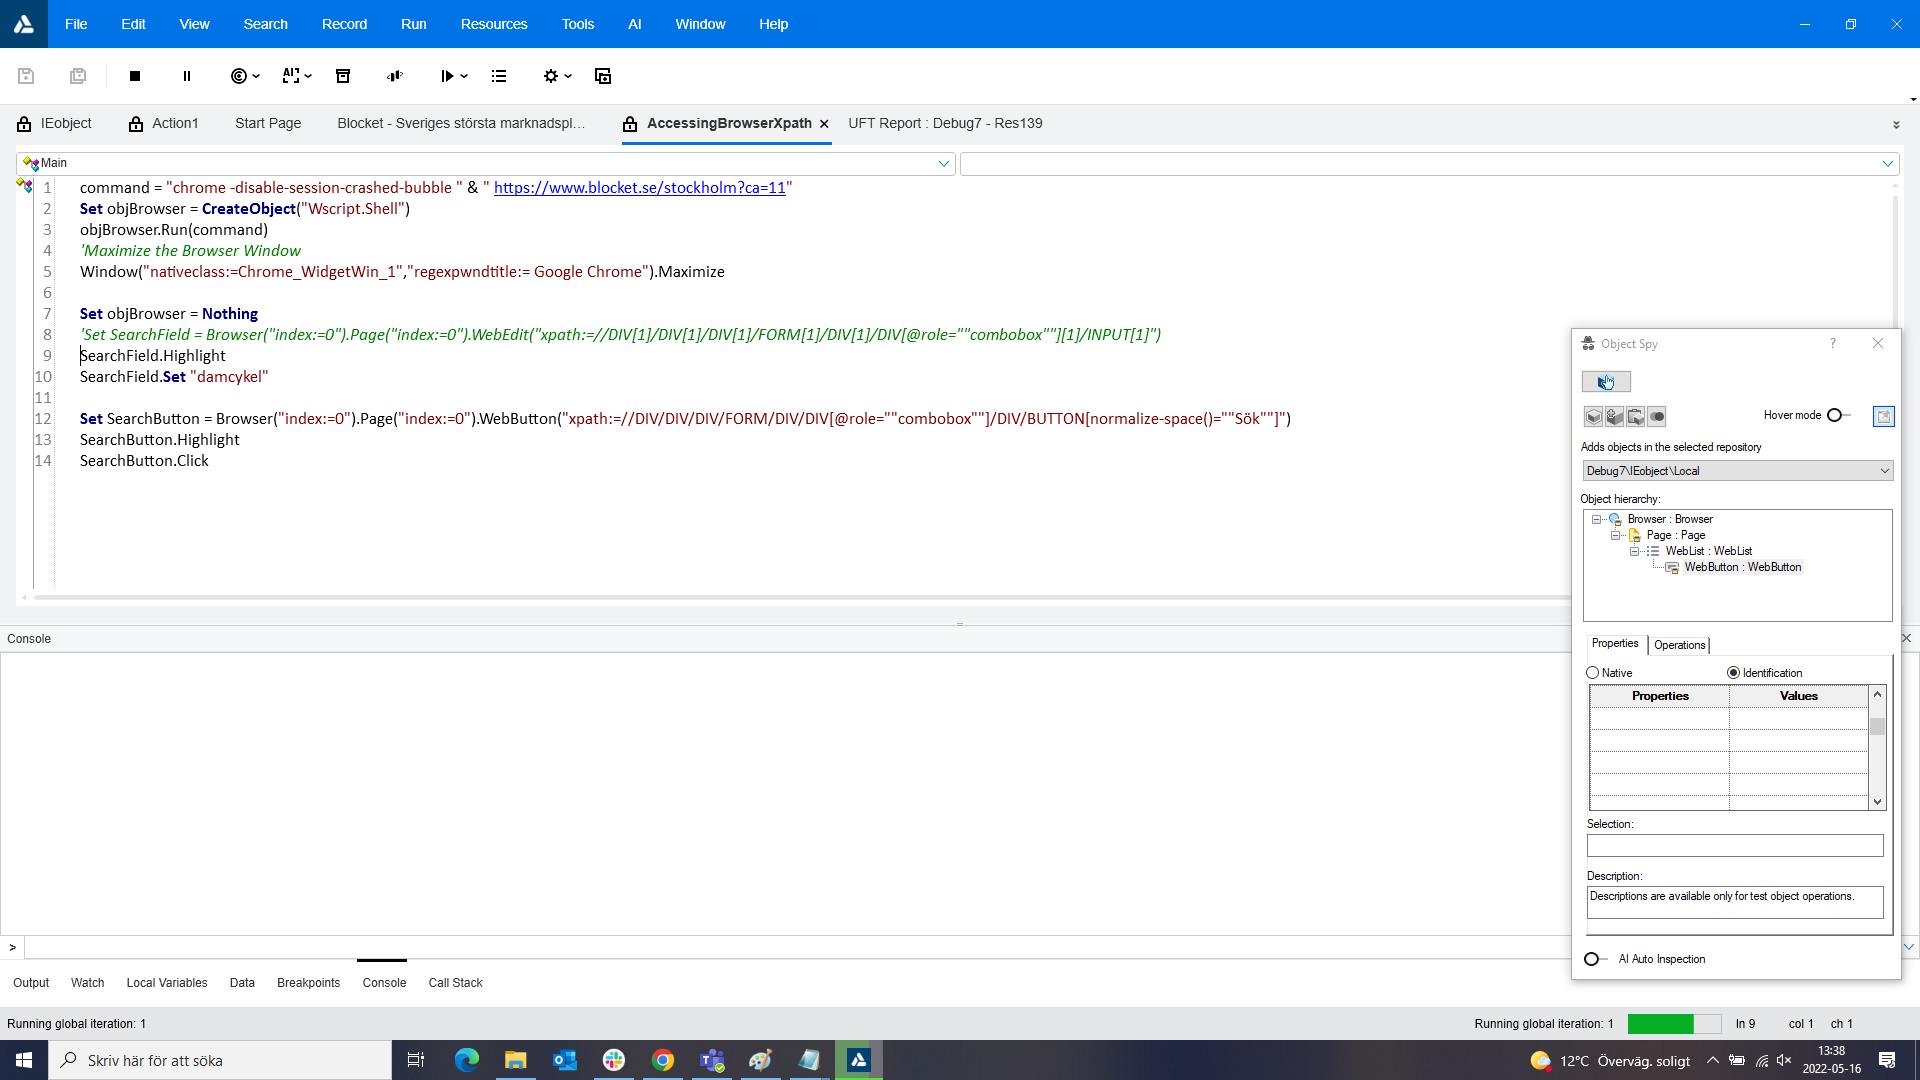 File Edit View Search Record Run Resources Tools AI Window Help
IEobject Action1 Start Page Blocket - Sveriges största marknadspl... AccessingBrowserXpath UFT Report : Debug7 - Res139
Main
1 command = "chrome -disable-session-crashed-bubble " & " https://www.blocket.se/stockholm?ca=11"
2 Set objBrowser = CreateObject("Wscript.Shell")
3 objBrowser.Run(command)
4 'Maximize the Browser Window
5 Window("nativeclass:=Chrome_WidgetWin_1","regexpwndtitle:= Google Chrome").Maximize
6
7 Set objBrowser = Nothing
8 'Set SearchField = Browser("index:=0").Page("index:=0").WebEdit("xpath:=//DIV[1]/DIV[1]/DIV[1]/FORM[1]/DIV[1]/DIV[@role=""combobox""][1]/INPUT[1]")
9 SearchField.Highlight
10 SearchField.Set "damcykel"
11
12 Set SearchButton = Browser("index:=0").Page("index:=0").WebButton("xpath:=//DIV/DIV/DIV/FORM/DIV/DIV[@role=""combobox""]/DIV/BUTTON[normalize-space()=""Sök""]")
13 SearchButton.Highlight
14 SearchButton.Click
Object Spy ?
Hover mode
Adds objects in the selected repository
Debug7\IEobject\Local
Object hierarchy:
Browser : Browser
Page : Page
WebList : WebList
WebButton : WebButton
Properties Operations
Native Identification
Properties Values
Selection:
Description:
Descriptions are available only for test object operations.
AI Auto Inspection
Console
>
Output Watch Local Variables Data Breakpoints Console Call Stack
Running global iteration: 1 Running global iteration: 1 ln 9 col 1 ch 1
Skriv här för att söka 12°C Överväg. soligt 13:38
2022-05-16